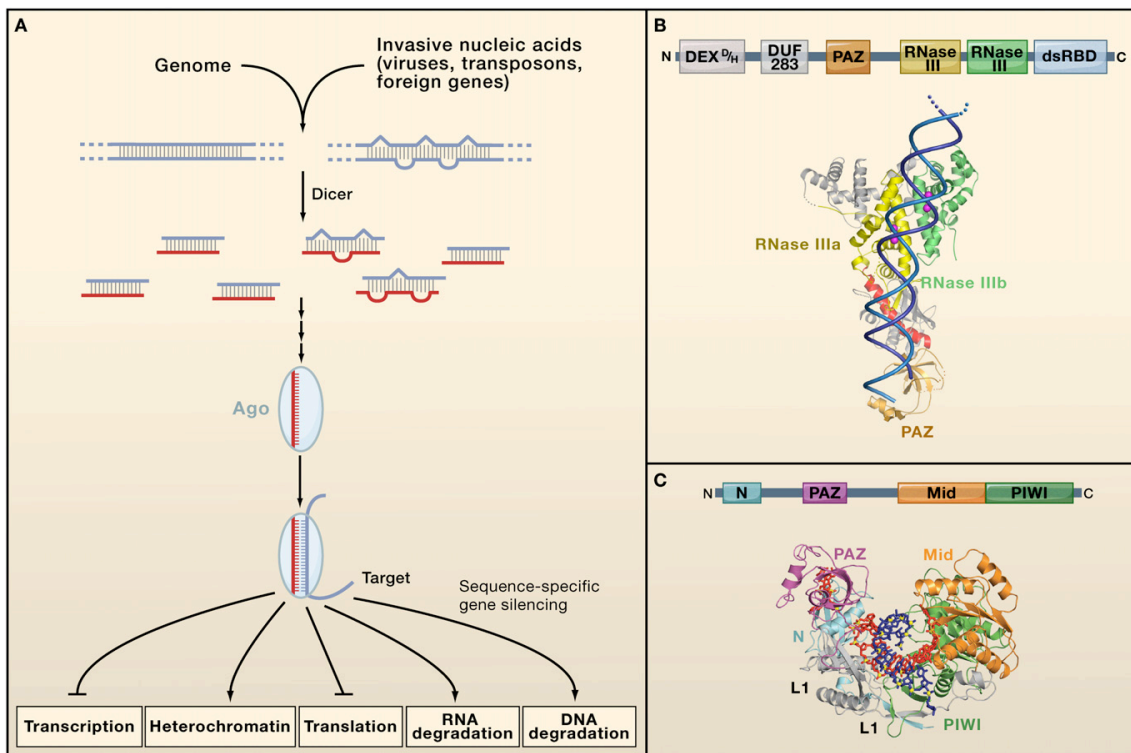 A
Genome
Invasive nucleic acids
(viruses, transposons,
foreign genes)
Dicer
Ago
Target
Sequence-specific
gene silencing
Transcription
Heterochromatin
Translation
RNA
degradation
DNA
degradation
B
N
DEX D/H
DUF
283
PAZ
RNase
III
RNase
III
dsRBD
C
RNase IIIa
RNase IIIb
PAZ
C
N
N
PAZ
Mid
PIWI
C
PAZ
Mid
N
L1
L1
PIWI